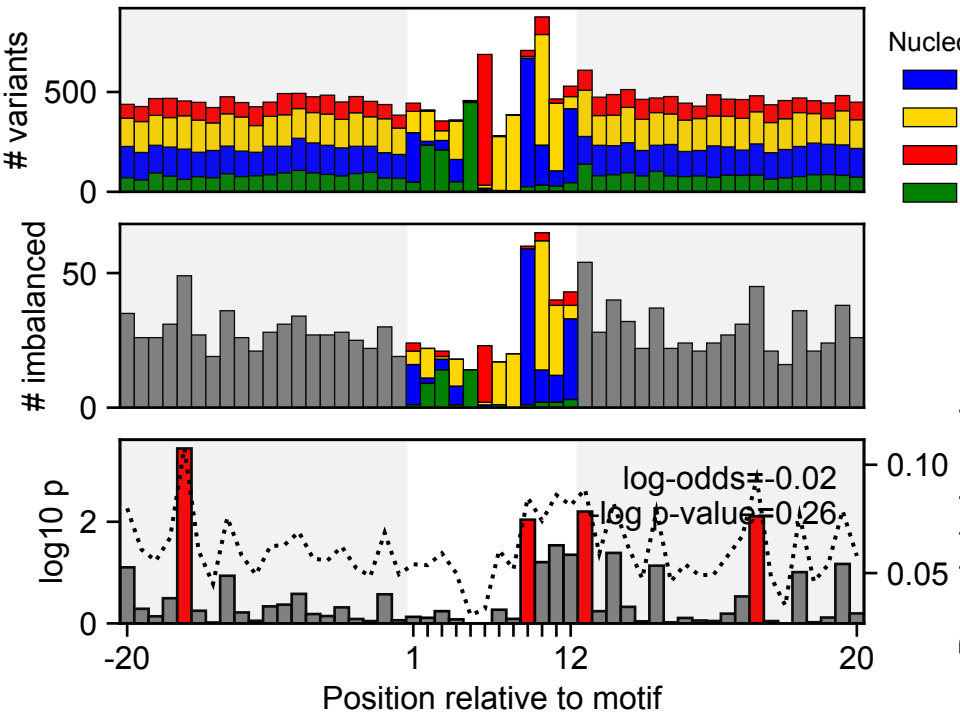 # variants
500
0
Nucleo
# imbalanced
50
0
log10 p
2
0
log-odds=-0.02
-log p-value=0.26
0.10
0.05
-20
1
12
20
Position relative to motif